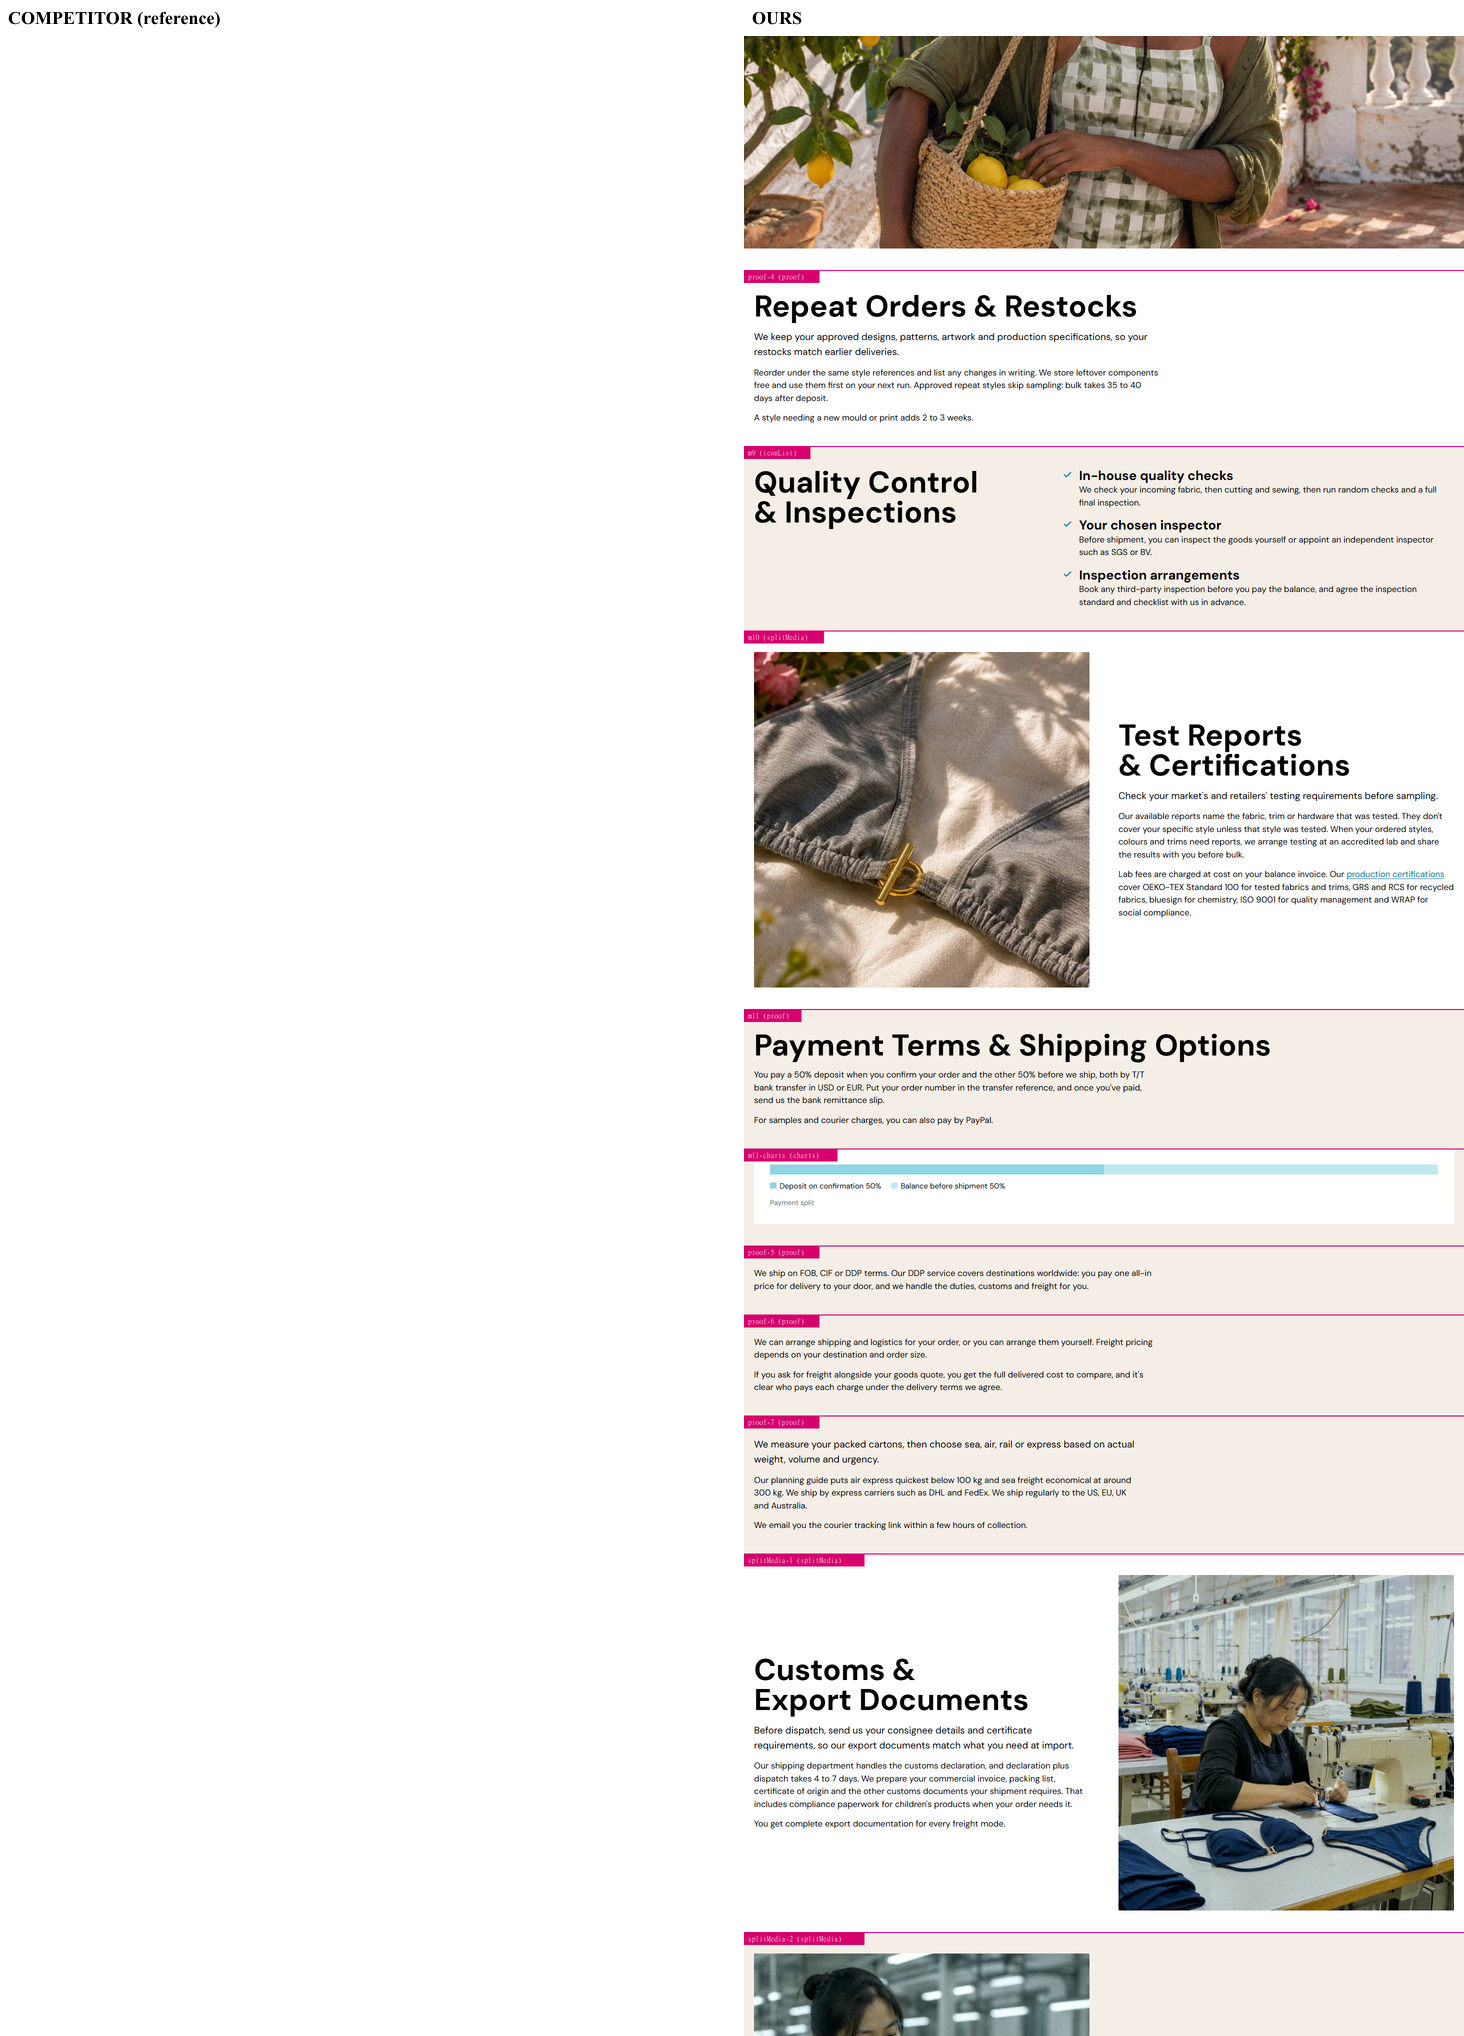 COMPETITOR (reference)
OURS
proof-4 (proof)
Repeat Orders & Restocks
We keep your approved designs, patterns, artwork and production specifications, so your
restocks match earlier deliveries.
Reorder under the same style references and list any changes in writing. We store leftover components
free and use them first on your next run. Approved repeat styles skip sampling: bulk takes 35 to 40
days after deposit.
A style needing a new mould or print adds 2 to 3 weeks.
m9 (iconList)
Quality Control
& Inspections
In-house quality checks
We check your incoming fabric, then cutting and sewing, then run random checks and a full
final inspection.
Your chosen inspector
Before shipment, you can inspect the goods yourself or appoint an independent inspector
such as SGS or BV.
Inspection arrangements
Book any third-party inspection before you pay the balance, and agree the inspection
standard and checklist with us in advance.
m10 (splitMedia)
Test Reports
& Certifications
Check your market's and retailers' testing requirements before sampling.
Our available reports name the fabric, trim or hardware that was tested. They don't
cover your specific style unless that style was tested. When your ordered styles,
colours and trims need reports, we arrange testing at an accredited lab and share
the results with you before bulk.
Lab fees are charged at cost on your balance invoice. Our production certifications
cover OEKO-TEX Standard 100 for tested fabrics and trims, GRS and RCS for recycled
fabrics, bluesign for chemistry, ISO 9001 for quality management and WRAP for
social compliance.
m11 (proof)
Payment Terms & Shipping Options
You pay a 50% deposit when you confirm your order and the other 50% before we ship, both by T/T
bank transfer in USD or EUR. Put your order number in the transfer reference, and once you've paid,
send us the bank remittance slip.
For samples and courier charges, you can also pay by PayPal.
m11-charts (charts)
Deposit on confirmation 50%
Balance before shipment 50%
Payment split
proof-5 (proof)
We ship on FOB, CIF or DDP terms. Our DDP service covers destinations worldwide: you pay one all-in
price for delivery to your door, and we handle the duties, customs and freight for you.
proof-6 (proof)
We can arrange shipping and logistics for your order, or you can arrange them yourself. Freight pricing
depends on your destination and order size.
If you ask for freight alongside your goods quote, you get the full delivered cost to compare, and it's
clear who pays each charge under the delivery terms we agree.
proof-7 (proof)
We measure your packed cartons, then choose sea, air, rail or express based on actual
weight, volume and urgency.
Our planning guide puts air express quickest below 100 kg and sea freight economical at around
300 kg. We ship by express carriers such as DHL and FedEx. We ship regularly to the US, EU, UK
and Australia.
We email you the courier tracking link within a few hours of collection.
splitMedia-1 (splitMedia)
Customs &
Export Documents
Before dispatch, send us your consignee details and certificate
requirements, so our export documents match what you need at import.
Our shipping department handles the customs declaration, and declaration plus
dispatch takes 4 to 7 days. We prepare your commercial invoice, packing list,
certificate of origin and the other customs documents your shipment requires. That
includes compliance paperwork for children's products when your order needs it.
You get complete export documentation for every freight mode.
splitMedia-2 (splitMedia)